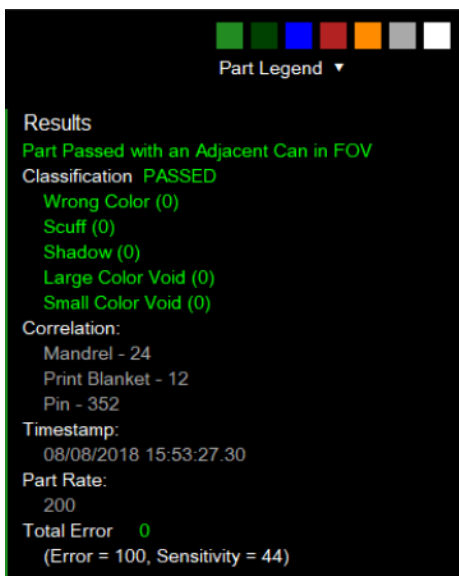 Part Legend ▼
Results
Part Passed with an Adjacent Can in FOV
Classification PASSED
Wrong Color (0)
Scuff (0)
Shadow (0)
Large Color Void (0)
Small Color Void (0)
Correlation:
Mandrel - 24
Print Blanket - 12
Pin - 352
Timestamp:
08/08/2018 15:53:27.30
Part Rate:
200
Total Error 0
(Error = 100, Sensitivity = 44)